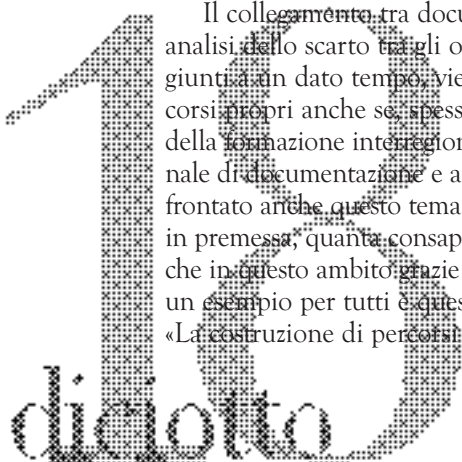 Il collegamento tra docu
analisi dello scarto tra gli o
giunti a un dato tempo, vie
corsi propri anche se, spess
della formazione interregion
nale di documentazione e a
frontato anche questo tema
in premessa, quanta consap
che in questo ambito grazie
un esempio per tutti è ques
«La costruzione di percorsi
18
diciotto